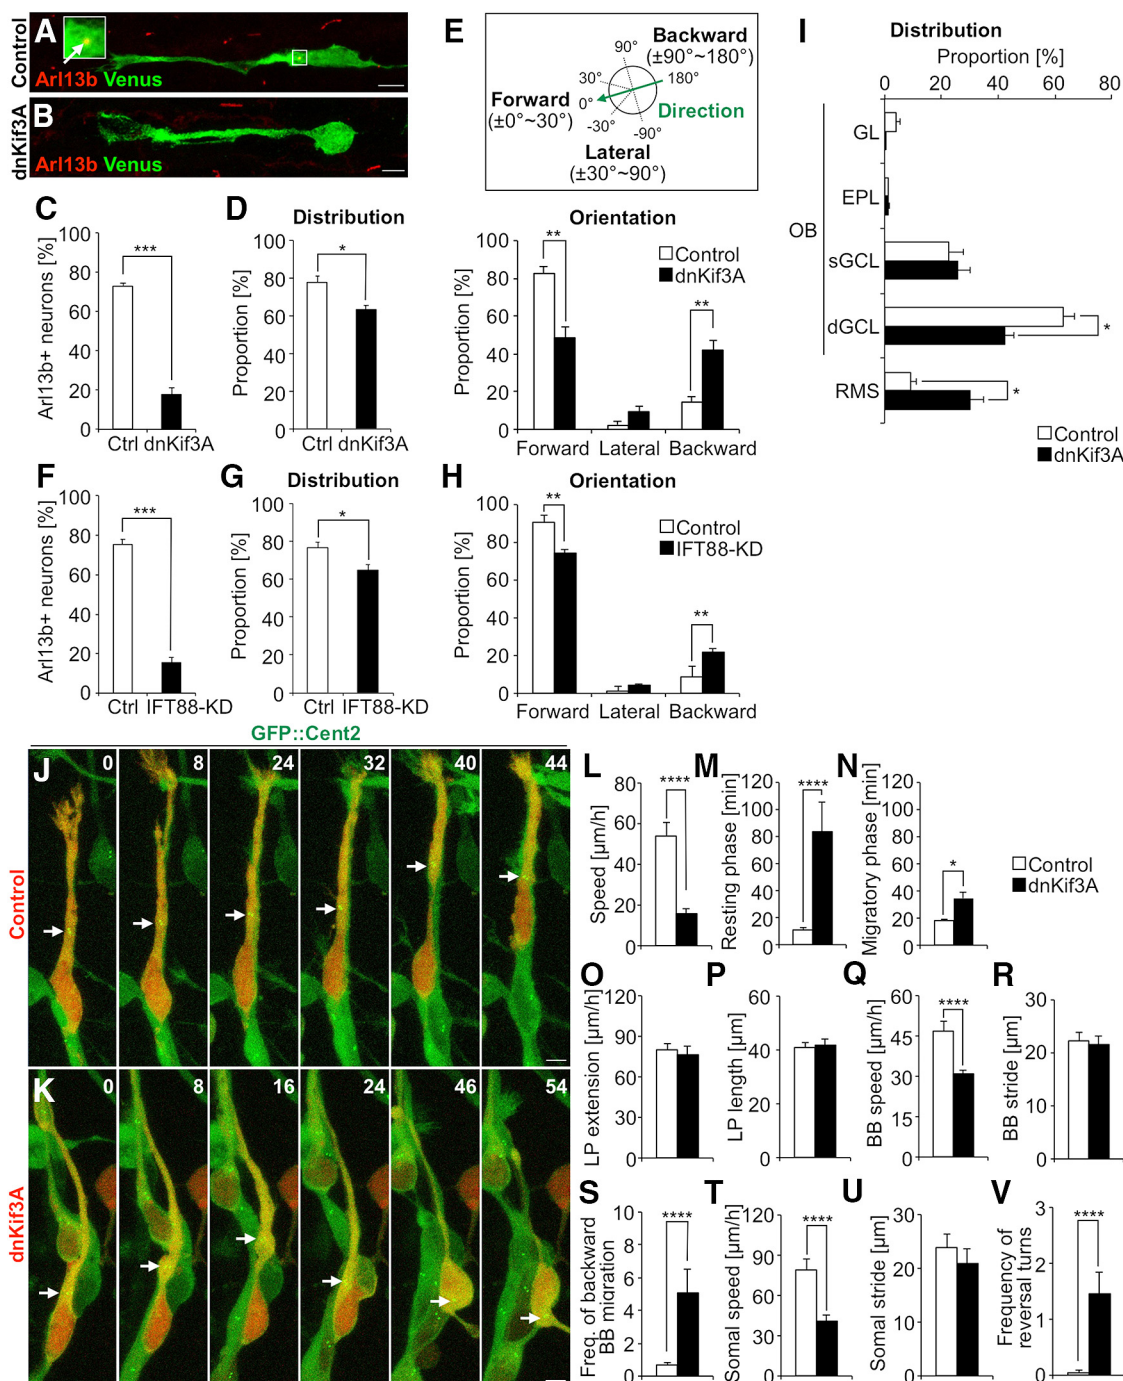 A
Control
Arl13b Venus
B
dnKif3A
Arl13b Venus
E
Backward
(±90°~180°)
90°
30°
180°
0°
Forward
(±0°~30°)
Direction
-30°
-90°
Lateral
(±30°~90°)
I
Distribution
Proportion [%]
0 20 40 60 80
GL
EPL
OB
sGCL
dGCL
*
RMS
*
Control
dnKif3A
C
Arl13b+ neurons [%]
100
80
60
40
20
0
***
Ctrl dnKif3A
D
Distribution
Proportion [%]
100
80
60
40
20
0
*
Ctrl dnKif3A
Orientation
Proportion [%]
100
80
60
40
20
0
**
**
Control
dnKif3A
Forward Lateral Backward
F
Arl13b+ neurons [%]
100
80
60
40
20
0
***
Ctrl IFT88-KD
G
Distribution
Proportion [%]
100
80
60
40
20
0
*
Ctrl IFT88-KD
H
Orientation
Proportion [%]
100
80
60
40
20
0
**
**
Control
IFT88-KD
Forward Lateral Backward
GFP::Cent2
J
Control
0 8 24 32 40 44
K
dnKif3A
0 8 16 24 46 54
L
Speed [µm/h]
80
60
40
20
0
****
M
Resting phase [min]
120
100
80
60
40
20
0
****
N
Migratory phase [min]
120
100
80
60
40
20
0
*
Control
dnKif3A
O
LP extension [µm/h]
120
90
60
30
0
P
LP length [µm]
60
40
20
0
Q
BB speed [µm/h]
60
45
30
15
0
****
R
BB stride [µm]
30
20
10
0
S
Freq. of backward
BB migration
10
8
6
4
2
0
****
T
Somal speed [µm/h]
120
90
60
30
0
****
U
Somal stride [µm]
30
20
10
0
V
Frequency of
reversal turns
3
2
1
0
****